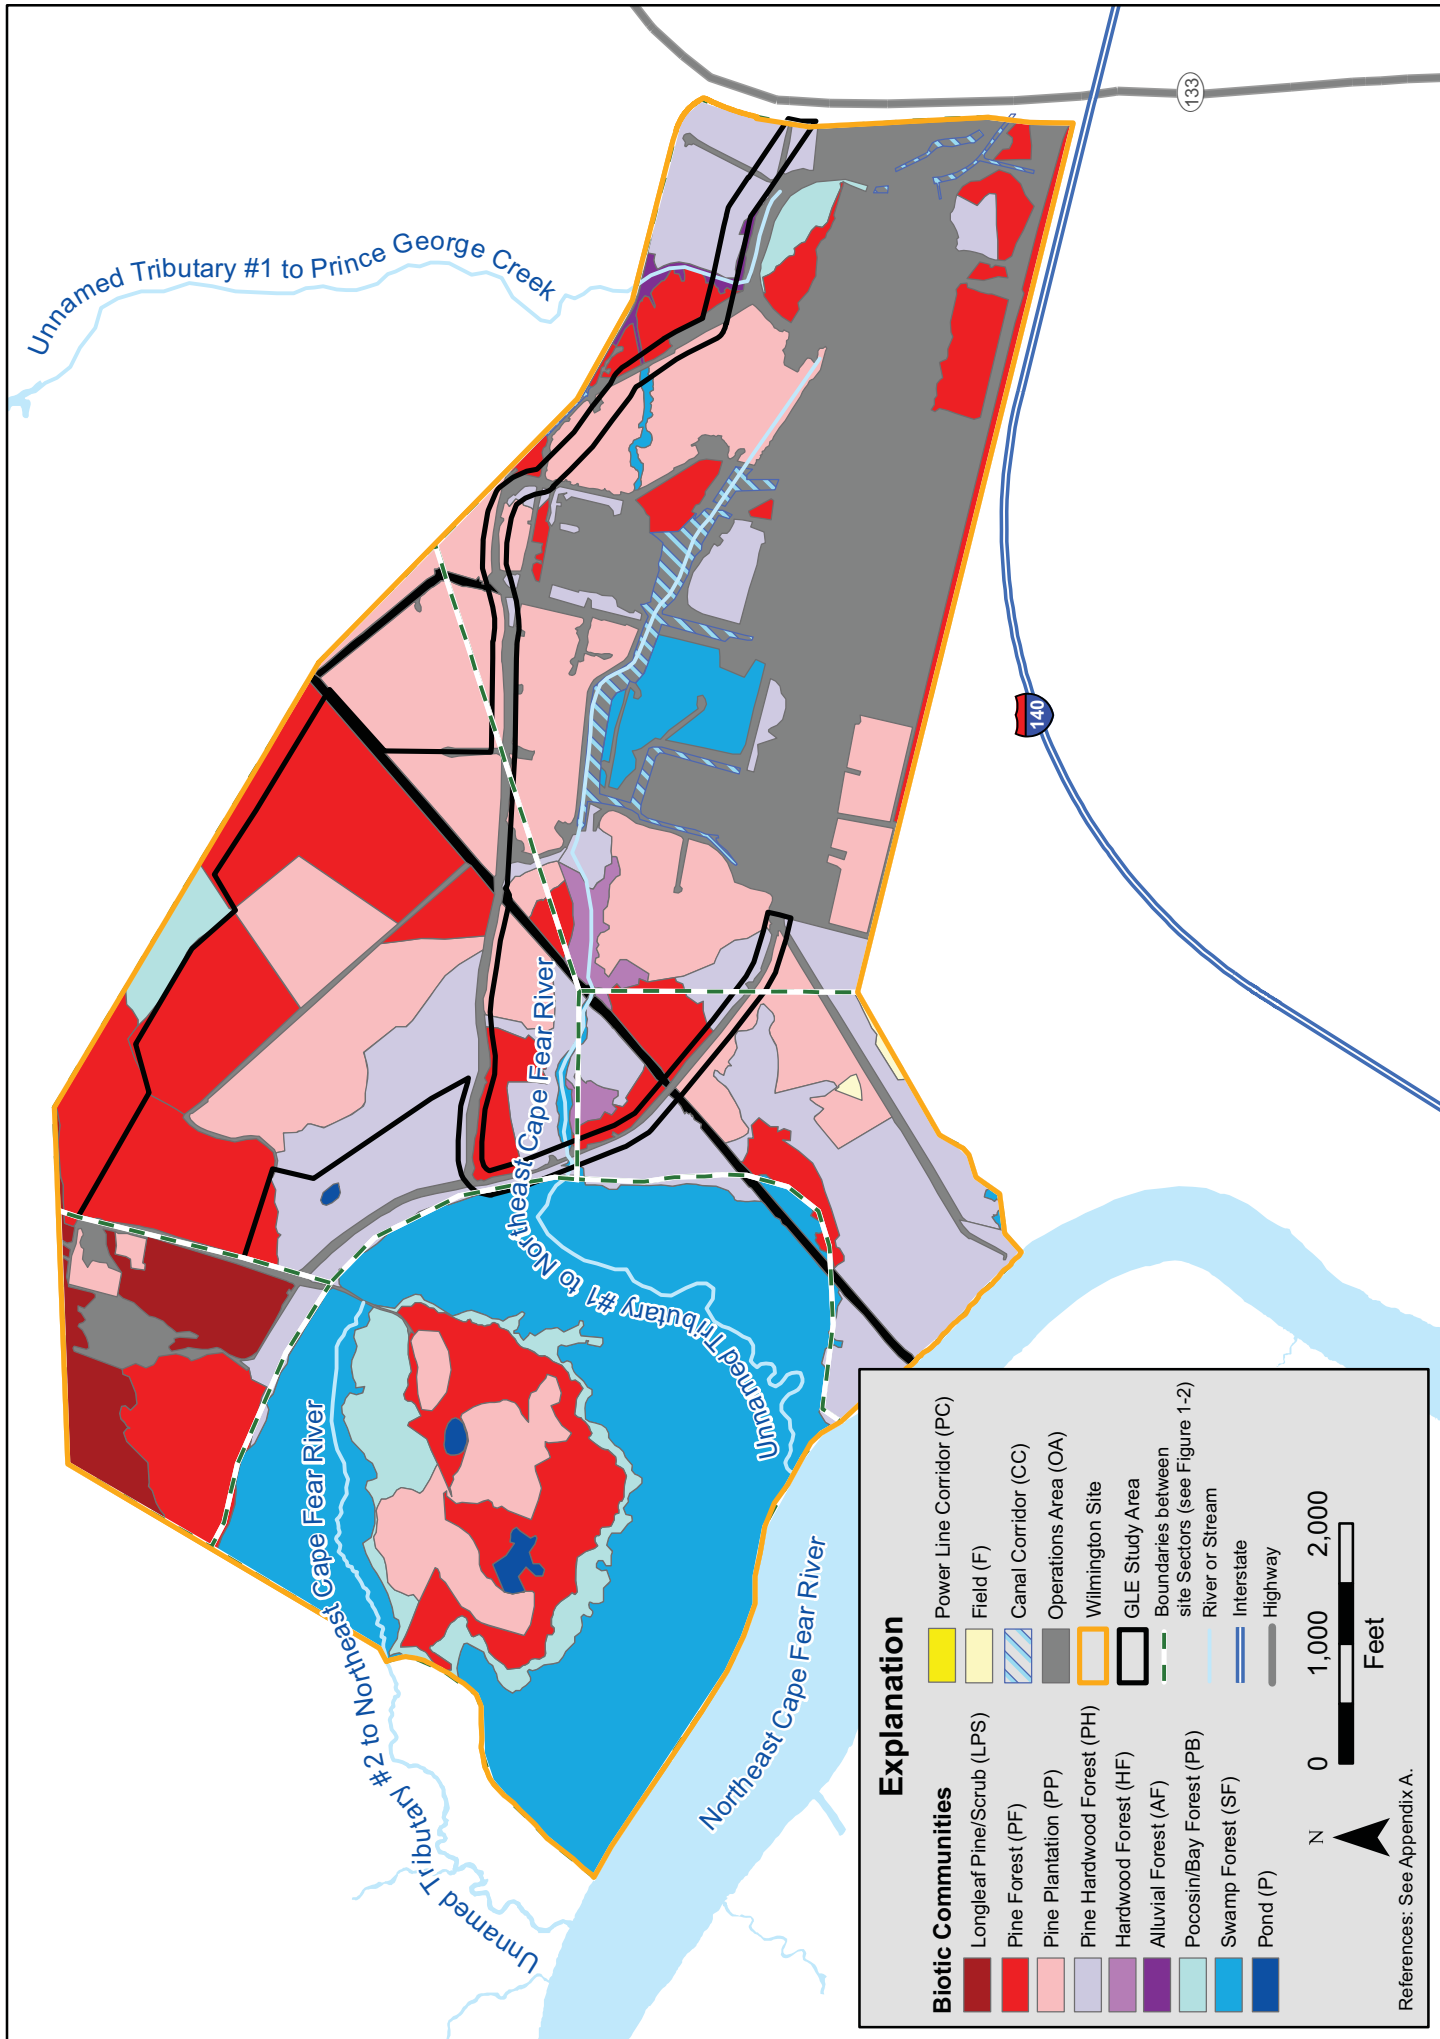 Unnamed Tributary #1 to Prince George Creek
133
140
Northeast Cape Fear River
Unnamed Tributary #1 to Northeast Cape Fear River
Unnamed Tributary #2 to Northeast Cape Fear River
Explanation
Biotic Communities
Longleaf Pine/Scrub (LPS)
Pine Forest (PF)
Pine Plantation (PP)
Pine Hardwood Forest (PH)
Hardwood Forest (HF)
Alluvial Forest (AF)
Pocosin/Bay Forest (PB)
Swamp Forest (SF)
Pond (P)
Power Line Corridor (PC)
Field (F)
Canal Corridor (CC)
Operations Area (OA)
Wilmington Site
GLE Study Area
Boundaries between
site Sectors (see Figure 1-2)
River or Stream
Interstate
Highway
N
0 1,000 2,000
Feet
References: See Appendix A.